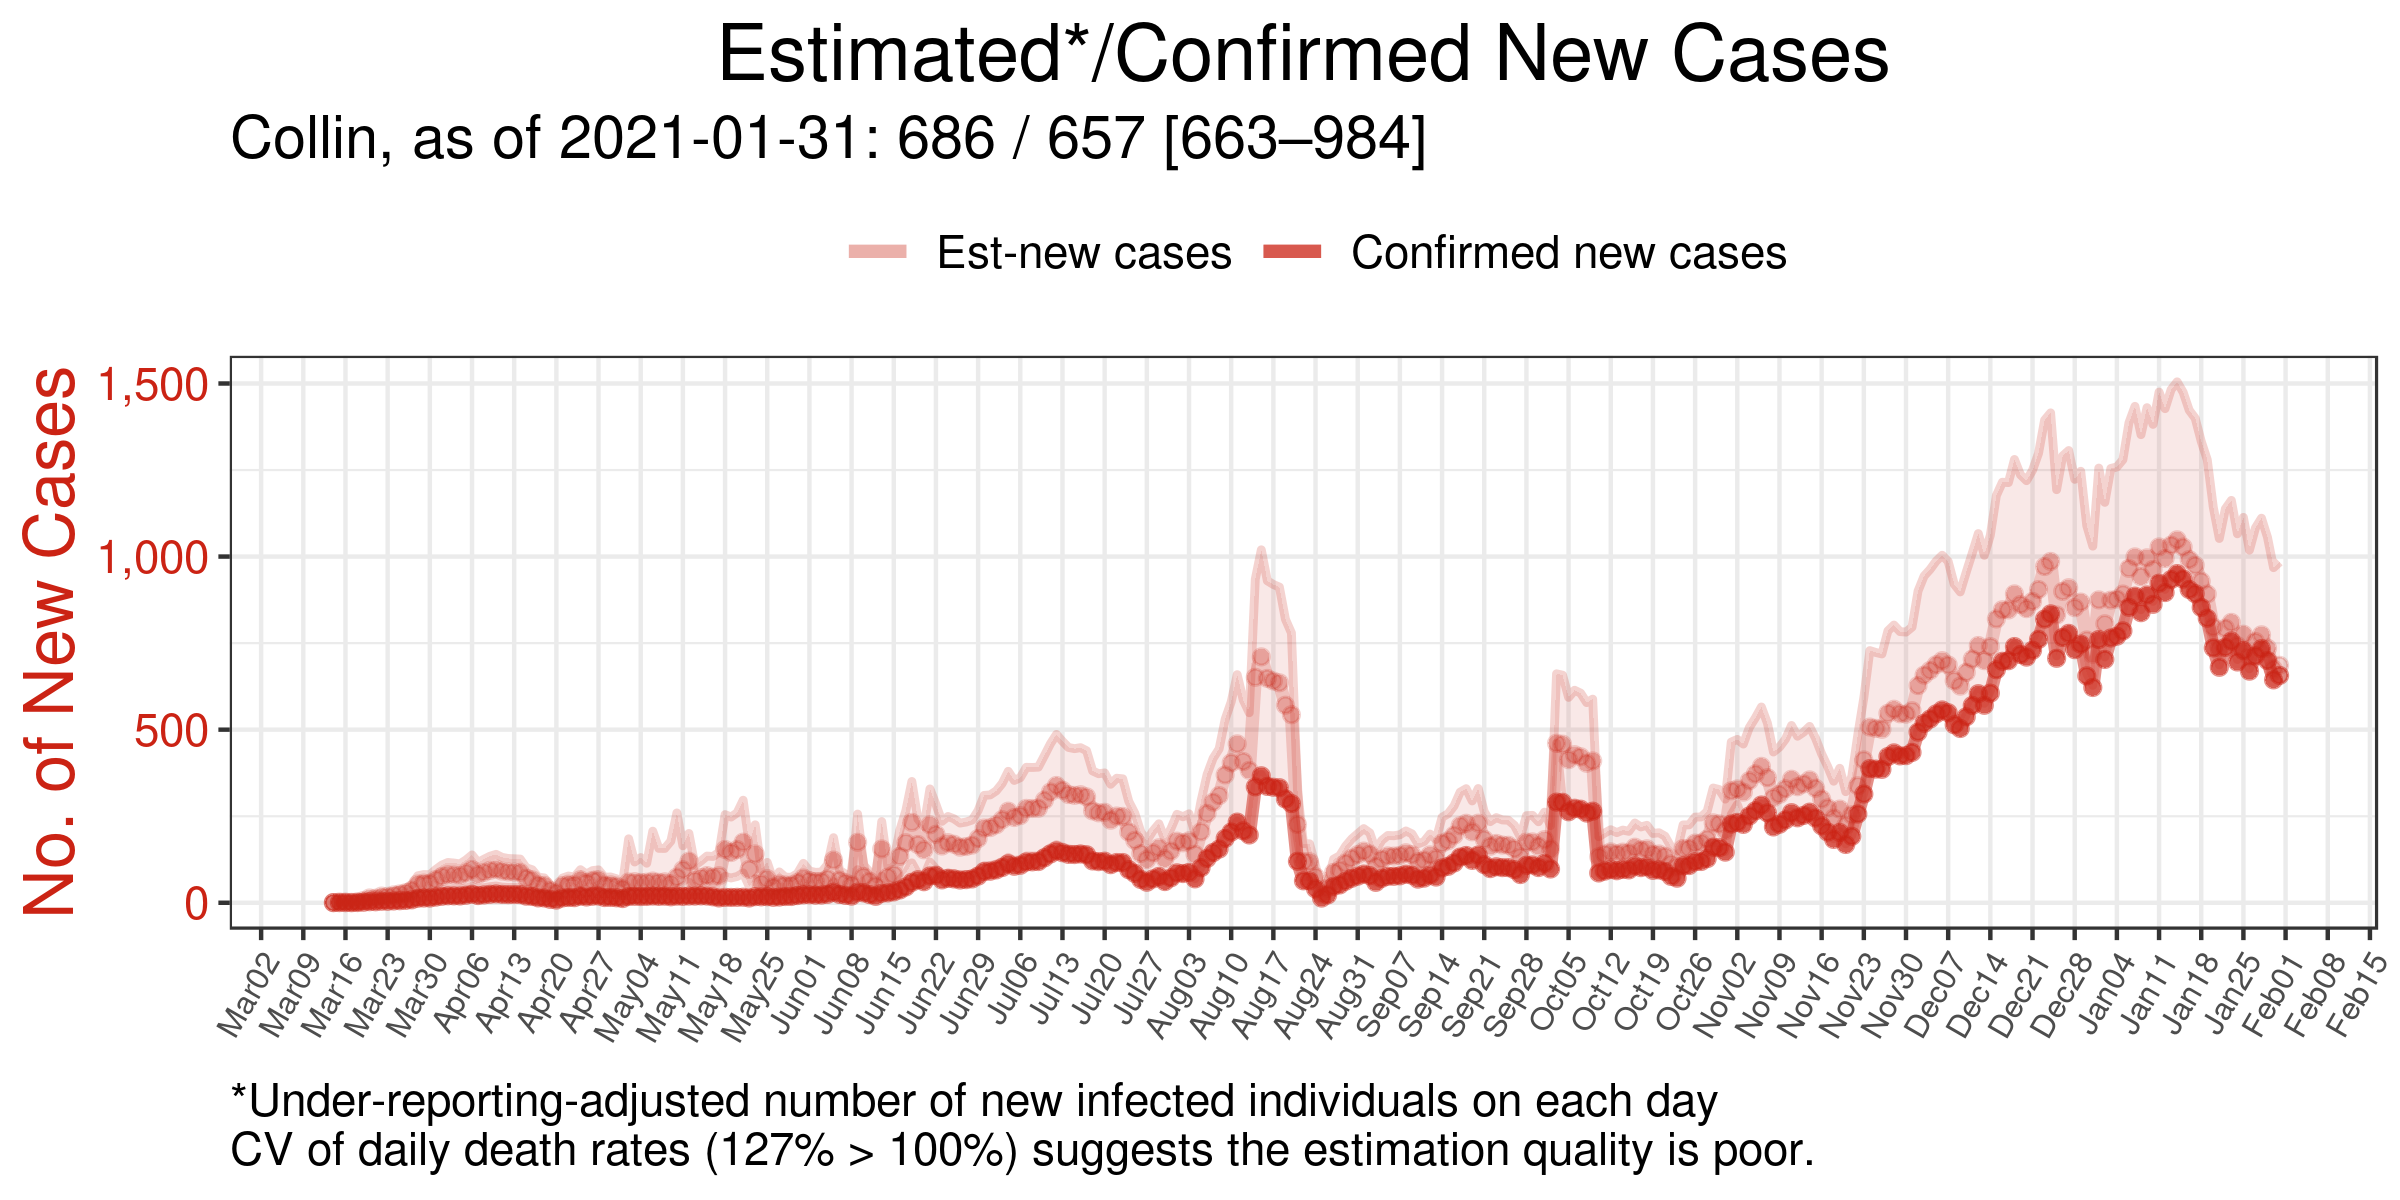 Estimated*/Confirmed New Cases
Collin, as of 2021-01-31: 686 / 657 [663–984]
Est-new cases Confirmed new cases
No. of New Cases
1,500
1,000
500
0
Mar02 Mar09 Mar16 Mar23 Mar30 Apr06 Apr13 Apr20 Apr27 May04 May11 May18 May25 Jun01 Jun08 Jun15 Jun22 Jun29 Jul06 Jul13 Jul20 Jul27 Aug03 Aug10 Aug17 Aug24 Aug31 Sep07 Sep14 Sep21 Sep28 Oct05 Oct12 Oct19 Oct26 Nov02 Nov09 Nov16 Nov23 Nov30 Dec07 Dec14 Dec21 Dec28 Jan04 Jan11 Jan18 Jan25 Feb01 Feb08 Feb15
*Under-reporting-adjusted number of new infected individuals on each day
CV of daily death rates (127% > 100%) suggests the estimation quality is poor.